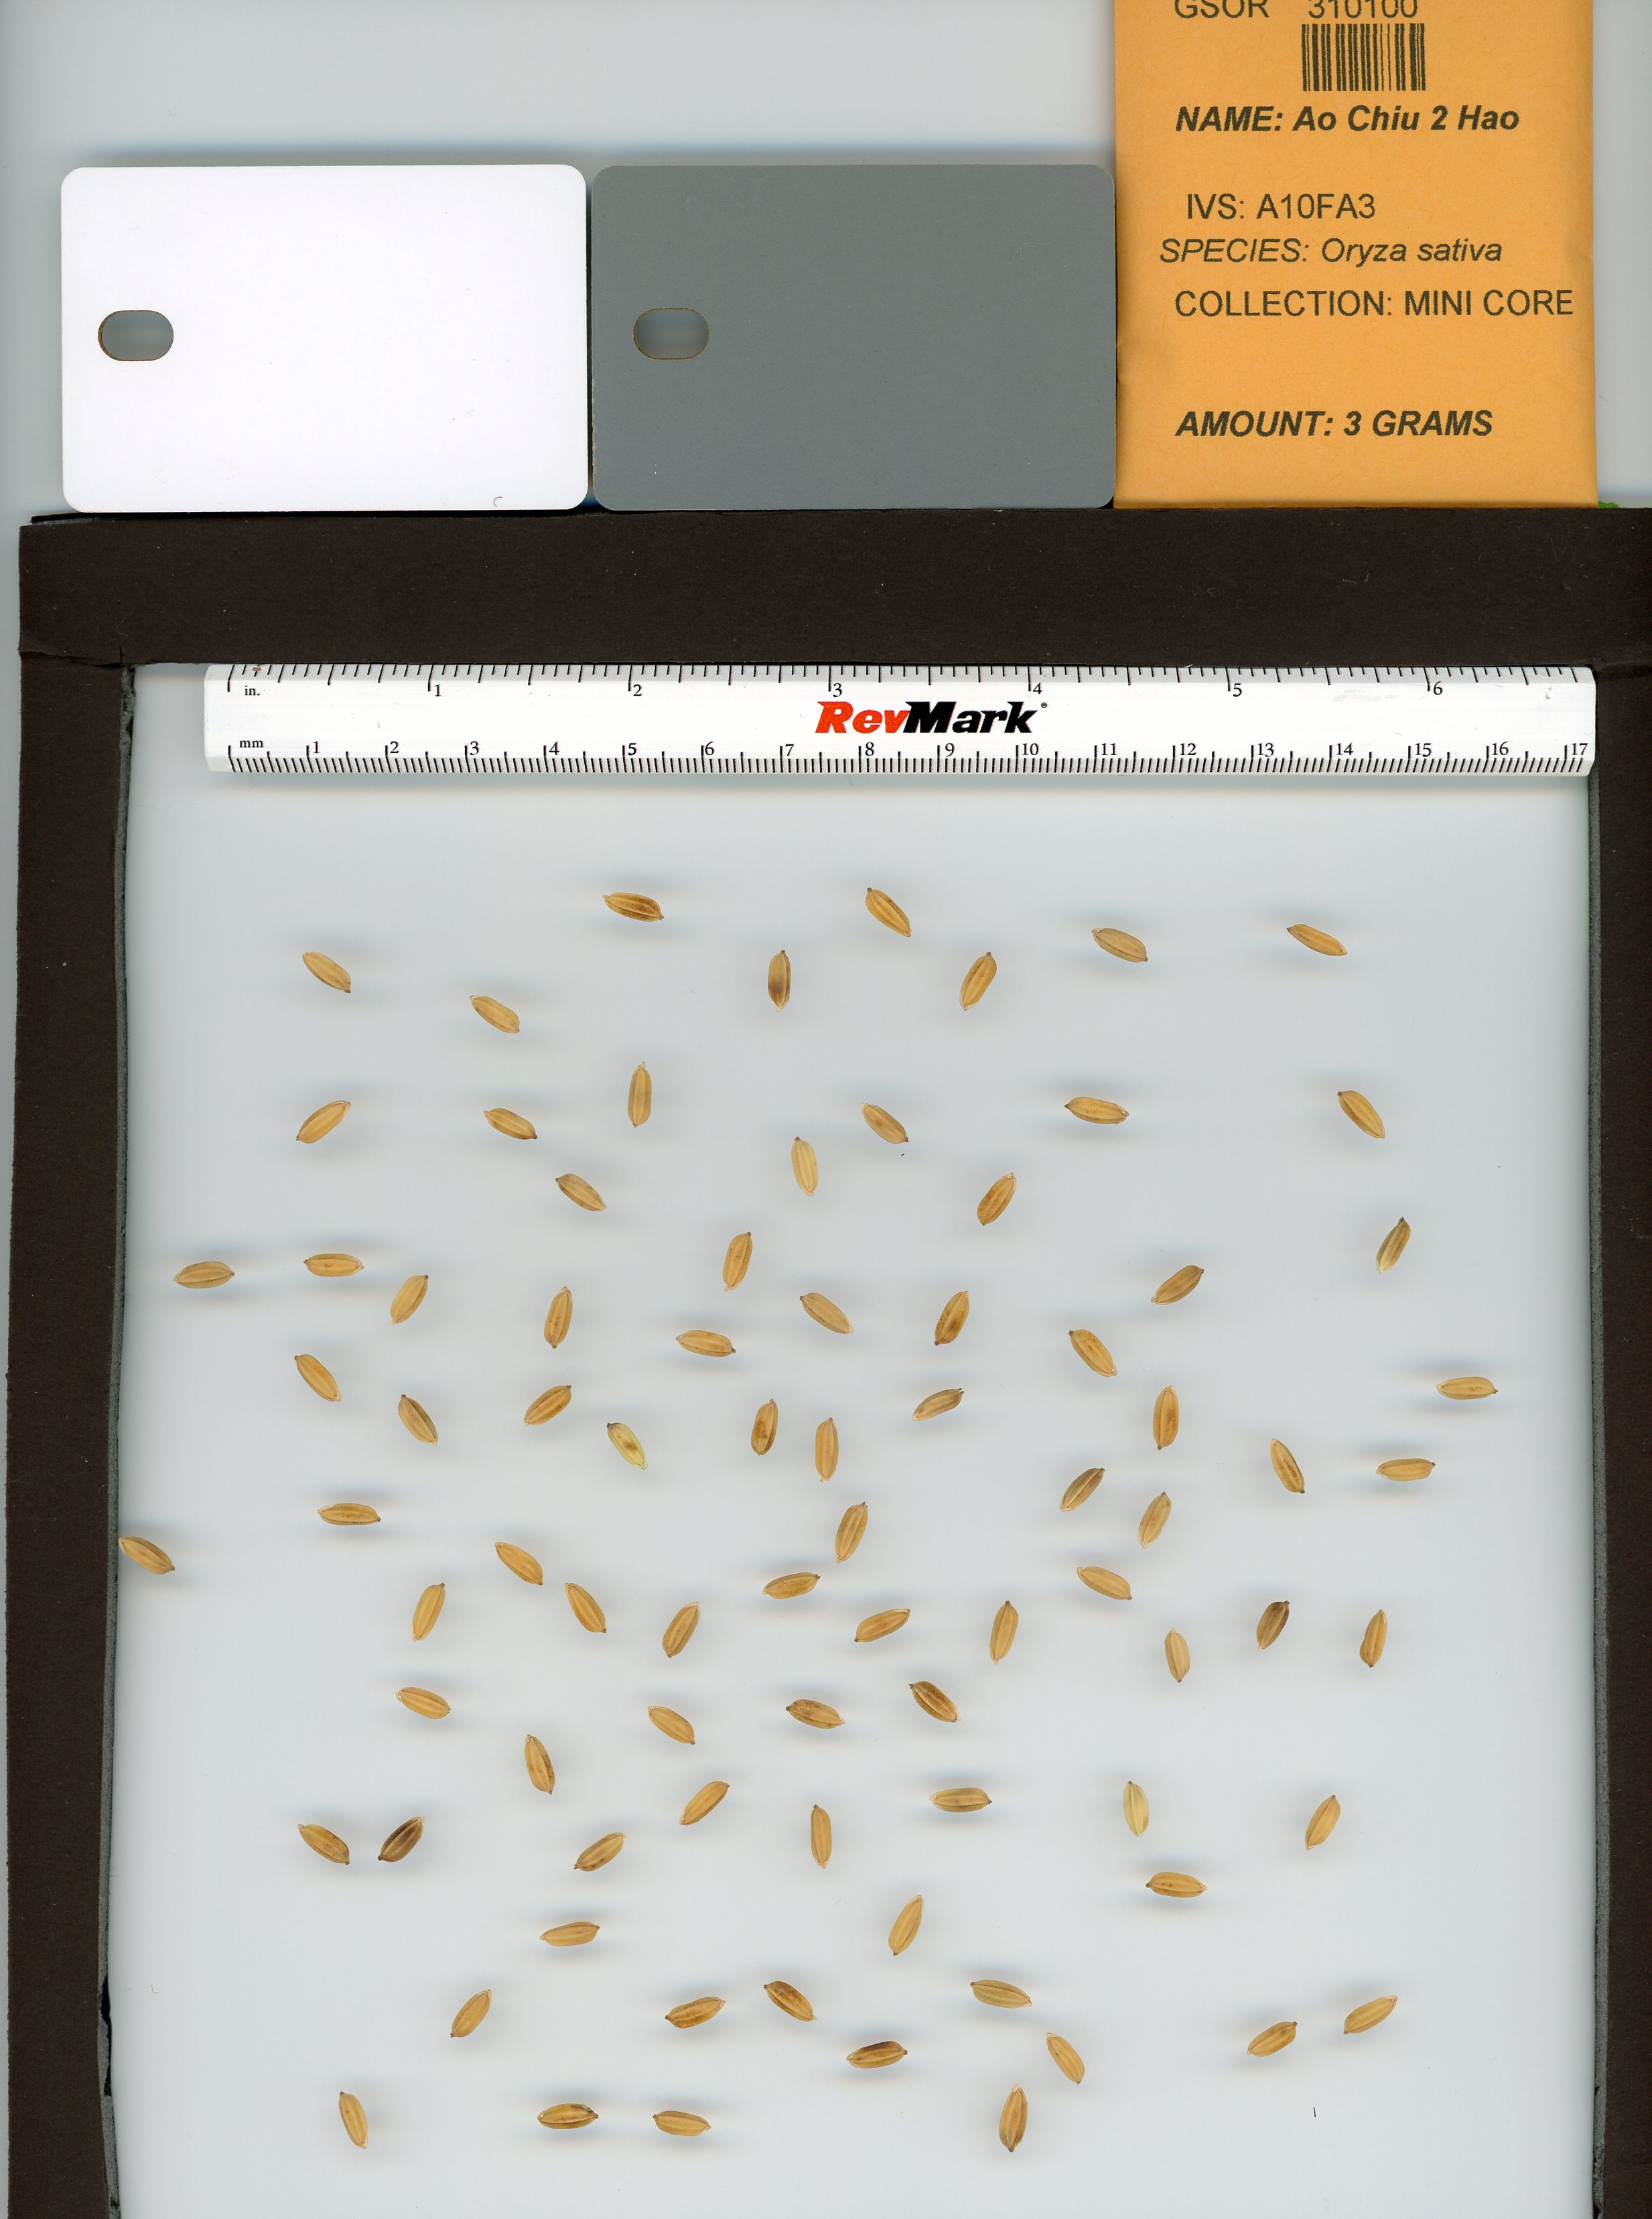 GSOR 310100
NAME: Ao Chiu 2 Hao
IVS: A10FA3
SPECIES: Oryza sativa
COLLECTION: MINI CORE
AMOUNT: 3 GRAMS
in. 1 2 3 4 5 6
RevMark®
mm 1 2 3 4 5 6 7 8 9 10 11 12 13 14 15 16 17